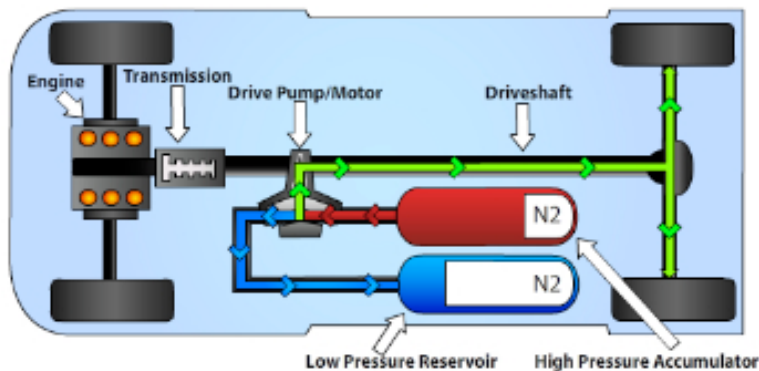 Engine
Transmission
Drive Pump/Motor
Driveshaft
N2
N2
Low Pressure Reservoir
High Pressure Accumulator